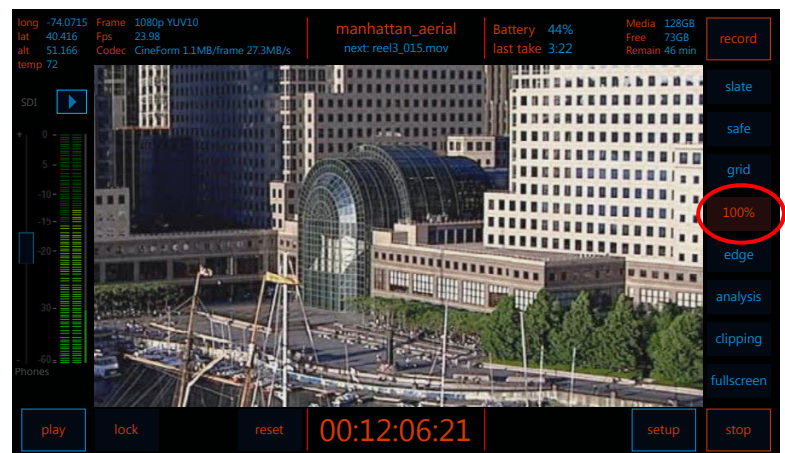 long -74.0715
lat 40.416
alt 51.166
temp 72
Frame 1080p YUV10
Fps 23.98
Codec CineForm 1.1MB/frame 27.3MB/s
manhattan_aerial
next: reel3_015.mov
Battery 44%
last take 3:22
Media 128GB
Free 73GB
Remain 46 min
record
SDI
+ 0 -
5 -
-10-
-15-
-20-
30-
- -60-
Phones
slate
safe
grid
100%
edge
analysis
clipping
fullscreen
play
lock
reset
00:12:06:21
setup
stop